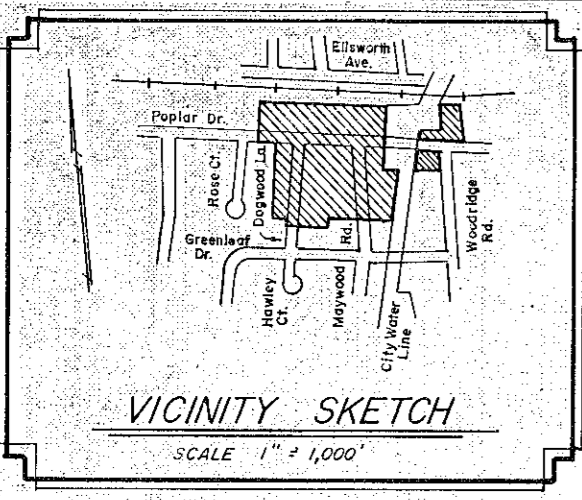 Ellsworth
Ave.
Poplar Dr.
Rose Ct.
Dogwood La.
Greenleaf
Dr.
Hawley
Ct.
Maywood
Rd.
City Water
Line
Woodridge
Rd.
VICINITY SKETCH
SCALE 1" = 1,000'